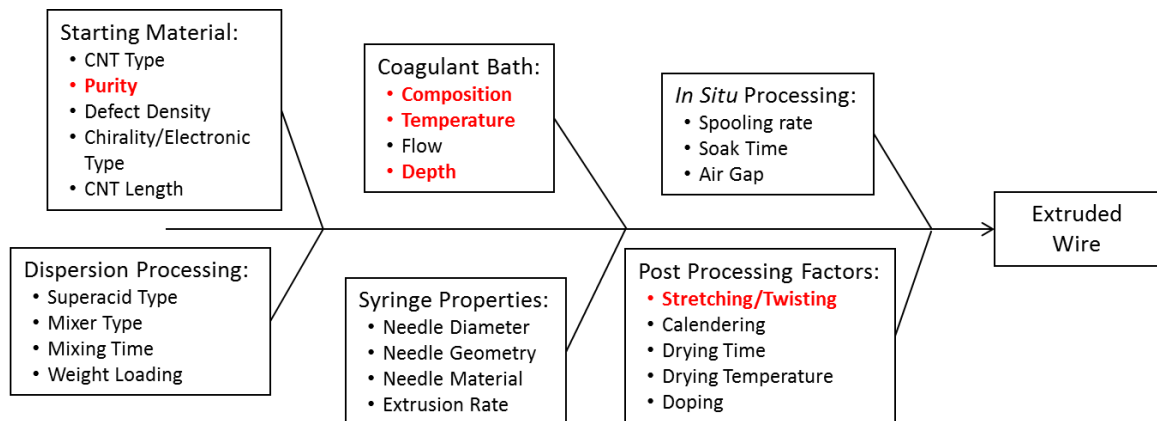 Starting Material:
• CNT Type
• Purity
• Defect Density
• Chirality/Electronic
Type
• CNT Length
Coagulant Bath:
• Composition
• Temperature
• Flow
• Depth
In Situ Processing:
• Spooling rate
• Soak Time
• Air Gap
Extruded
Wire
Dispersion Processing:
• Superacid Type
• Mixer Type
• Mixing Time
• Weight Loading
Syringe Properties:
• Needle Diameter
• Needle Geometry
• Needle Material
• Extrusion Rate
Post Processing Factors:
• Stretching/Twisting
• Calendering
• Drying Time
• Drying Temperature
• Doping